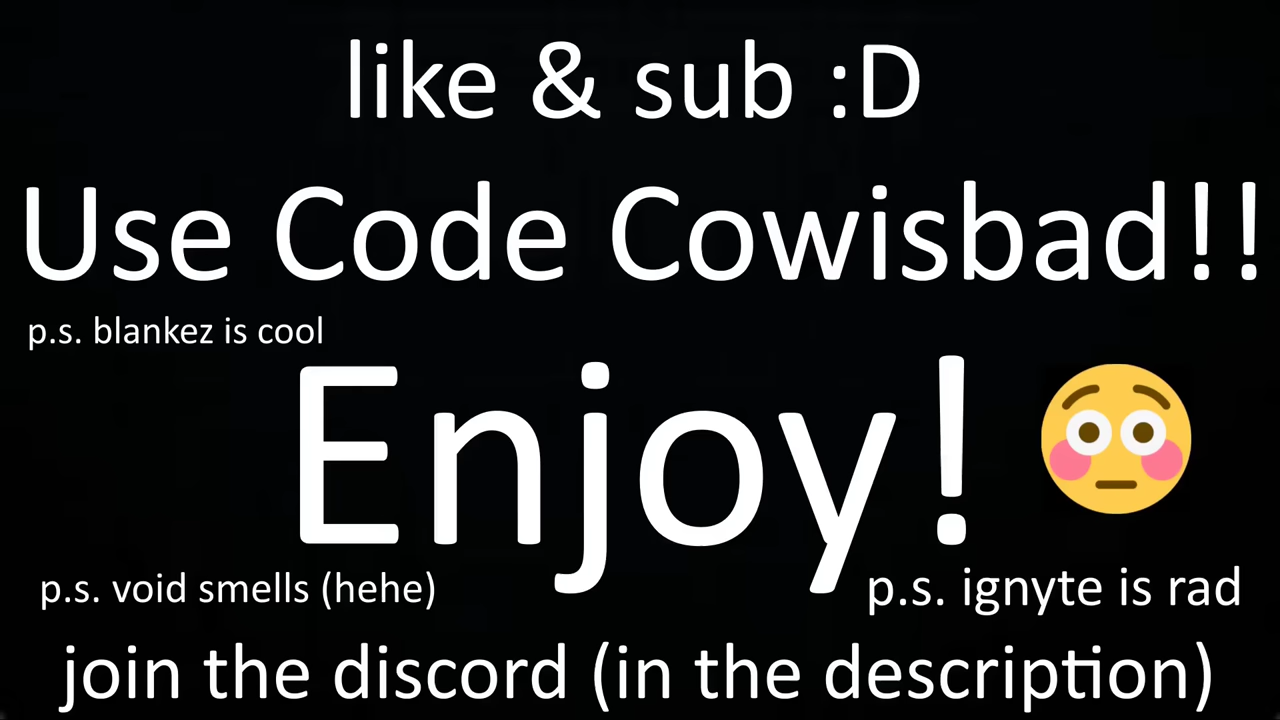 like & sub :D
Use Code Cowisbad!!
p.s. blankez is cool
Enjoy!
p.s. void smells (hehe)
p.s. ignyte is rad
join the discord (in the description)